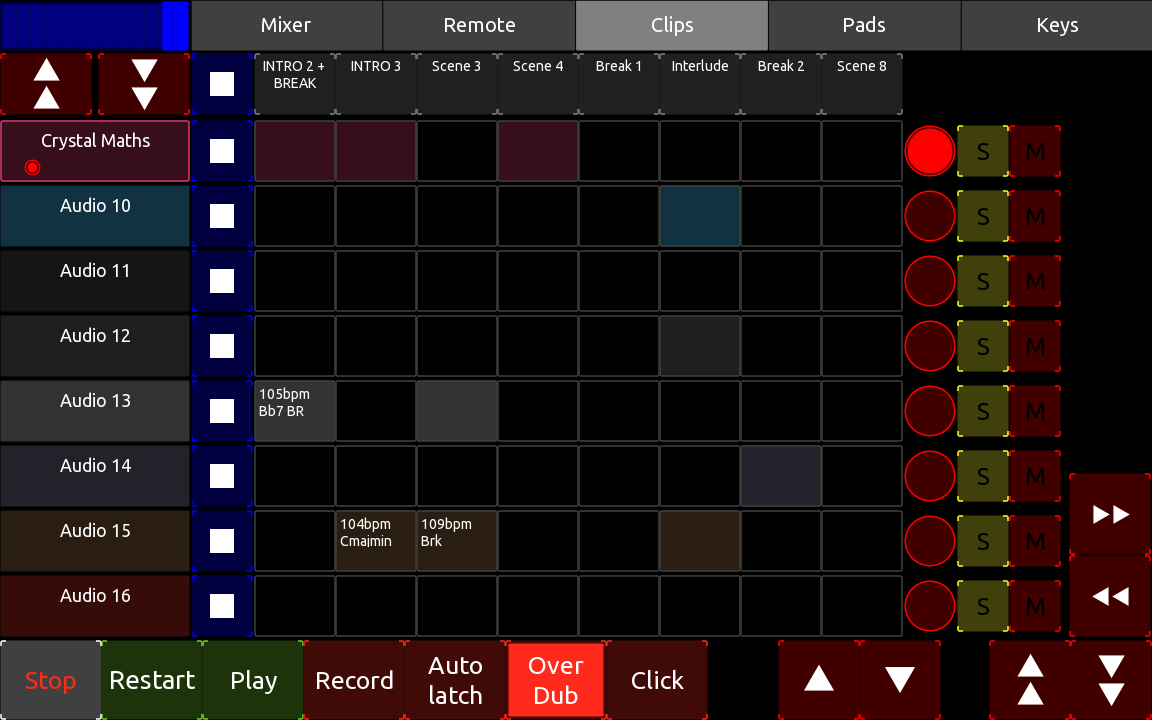 Mixer
Remote
Clips
Pads
Keys
INTRO 2 +
BREAK
INTRO 3
Scene 3
Scene 4
Break 1
Interlude
Break 2
Scene 8
Crystal Maths
S
M
Audio 10
S
M
Audio 11
S
M
Audio 12
S
M
Audio 13
105bpm
Bb7 BR
S
M
Audio 14
S
M
Audio 15
104bpm
Cmajmin
109bpm
Brk
S
M
Audio 16
S
M
Stop
Restart
Play
Record
Auto
latch
Over
Dub
Click